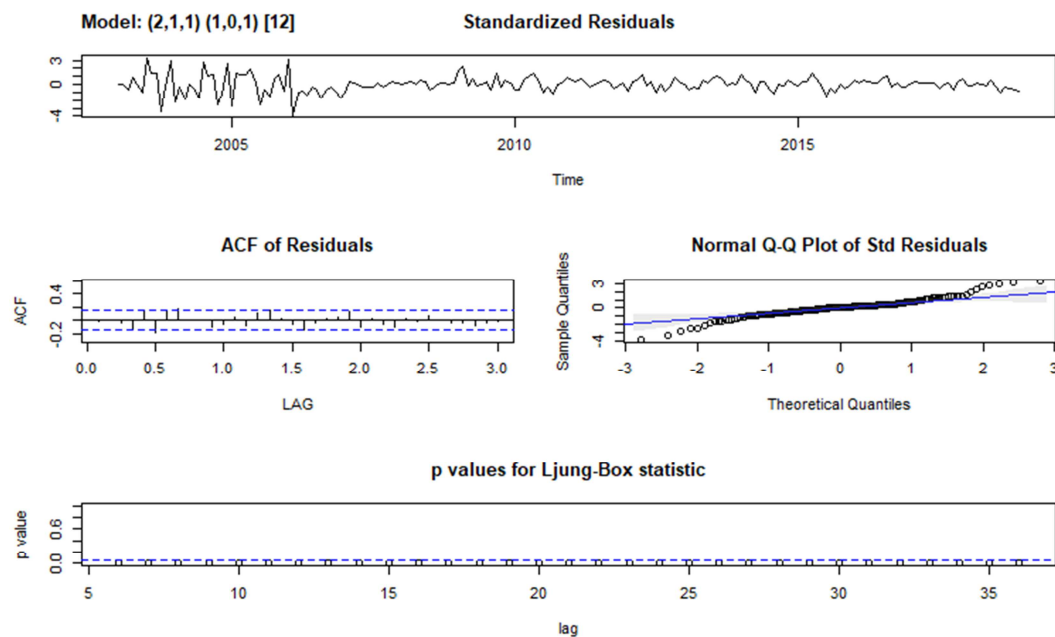 Model: (2,1,1) (1,0,1) [12]
Standardized Residuals
3
0
-4
2005
2010
2015
Time
ACF of Residuals
ACF
0.4
-0.2
0.0
0.5
1.0
1.5
2.0
2.5
3.0
LAG
Normal Q-Q Plot of Std Residuals
Sample Quantiles
3
0
-4
-3
-2
-1
0
1
2
3
Theoretical Quantiles
p values for Ljung-Box statistic
p value
0.6
0.0
5
10
15
20
25
30
35
lag